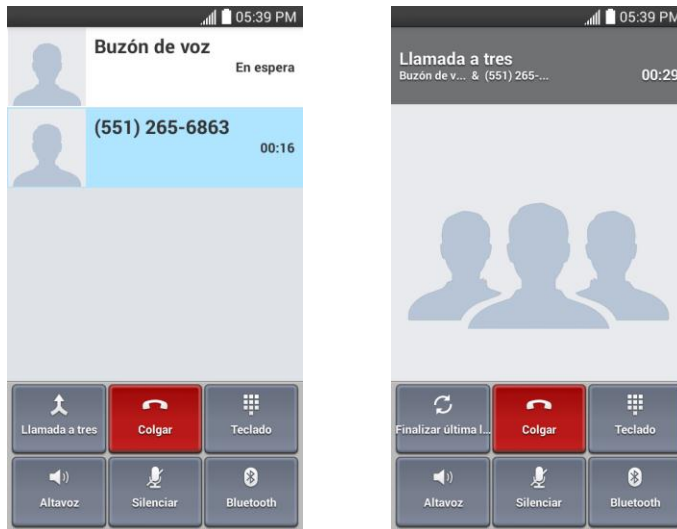 05:39 PM
Buzón de voz
En espera
(551) 265-6863
00:16
Llamada a tres
Colgar
Teclado
Altavoz
Silenciar
Bluetooth
05:39 PM
Llamada a tres
Buzón de v... & (551) 265-...
00:29
Finalizar última l...
Colgar
Teclado
Altavoz
Silenciar
Bluetooth